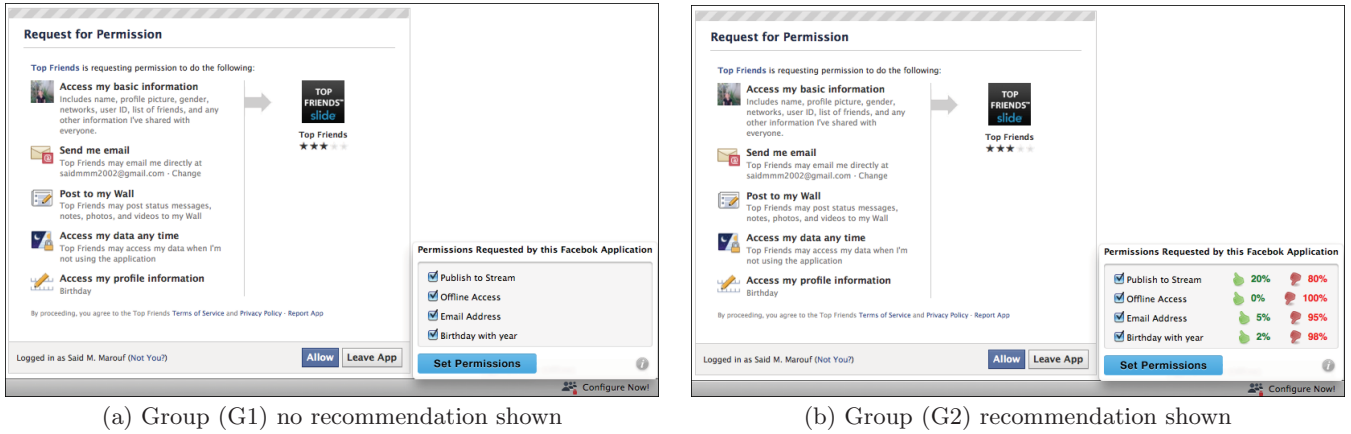 Request for Permission
Top Friends is requesting permission to do the following:
Access my basic information
Includes name, profile picture, gender,
networks, user ID, list of friends, and any
other information I've shared with
everyone.
Send me email
Top Friends may email me directly at
saidmmm2002@gmail.com · Change
Post to my Wall
Top Friends may post status messages,
notes, photos, and videos to my Wall
Access my data any time
Top Friends may access my data when I'm
not using the application
Access my profile information
Birthday
TOP
FRIENDS™
slide
Top Friends
By proceeding, you agree to the Top Friends Terms of Service and Privacy Policy · Report App
Logged in as Said M. Marouf (Not You?)
Allow
Leave App
Permissions Requested by this Facebok Application
Publish to Stream
Offline Access
Email Address
Birthday with year
Set Permissions
Configure Now!
(a) Group (G1) no recommendation shown
Request for Permission
Top Friends is requesting permission to do the following:
Access my basic information
Includes name, profile picture, gender,
networks, user ID, list of friends, and any
other information I've shared with
everyone.
Send me email
Top Friends may email me directly at
saidmmm2002@gmail.com · Change
Post to my Wall
Top Friends may post status messages,
notes, photos, and videos to my Wall
Access my data any time
Top Friends may access my data when I'm
not using the application
Access my profile information
Birthday
TOP
FRIENDS™
slide
Top Friends
By proceeding, you agree to the Top Friends Terms of Service and Privacy Policy · Report App
Logged in as Said M. Marouf (Not You?)
Allow
Leave App
Permissions Requested by this Facebok Application
Publish to Stream 20% 80%
Offline Access 0% 100%
Email Address 5% 95%
Birthday with year 2% 98%
Set Permissions
Configure Now!
(b) Group (G2) recommendation shown